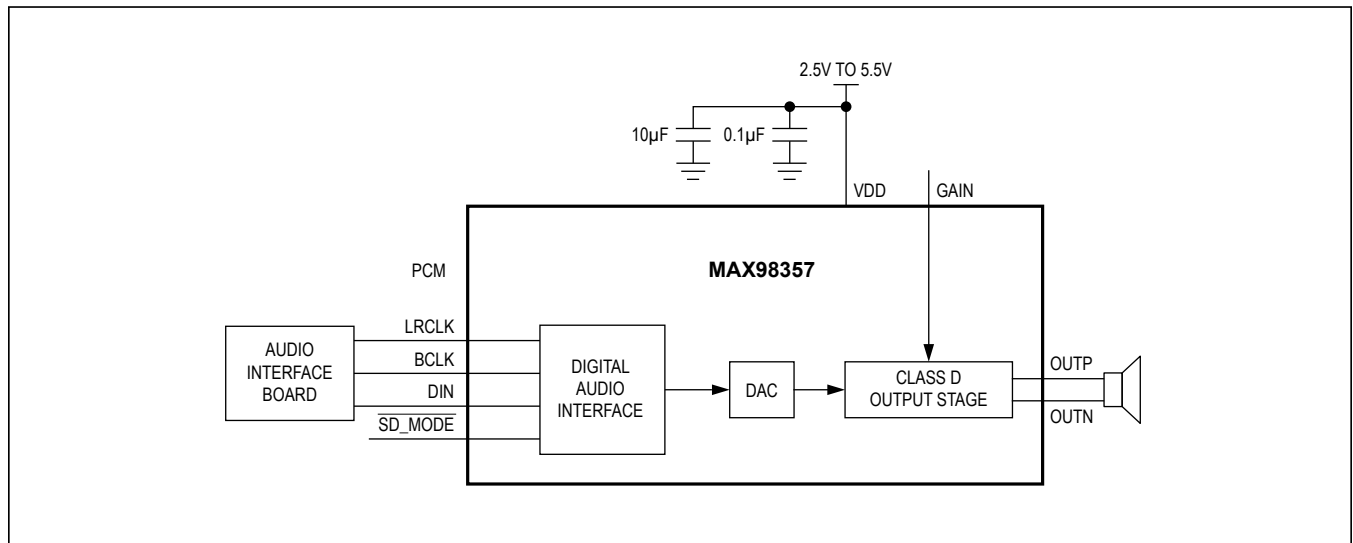 2.5V TO 5.5V
10µF
0.1µF
VDD
GAIN
PCM
MAX98357
LRCLK
BCLK
DIN
SD_MODE
AUDIO
INTERFACE
BOARD
DIGITAL
AUDIO
INTERFACE
DAC
CLASS D
OUTPUT STAGE
OUTP
OUTN